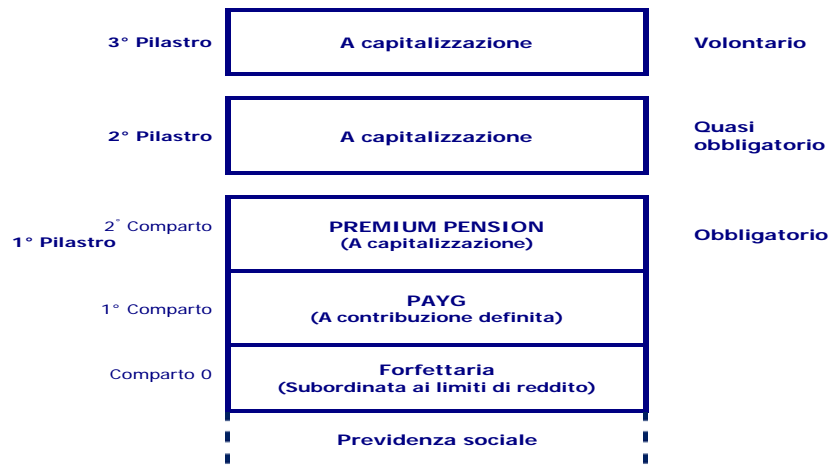 3° Pilastro
A capitalizzazione
Volontario
2° Pilastro
A capitalizzazione
Quasi
obbligatorio
2° Comparto
1° Pilastro
PREMIUM PENSION
(A capitalizzazione)
Obbligatorio
1° Comparto
PAYG
(A contribuzione definita)
Comparto 0
Forfettaria
(Subordinata ai limiti di reddito)
Previdenza sociale